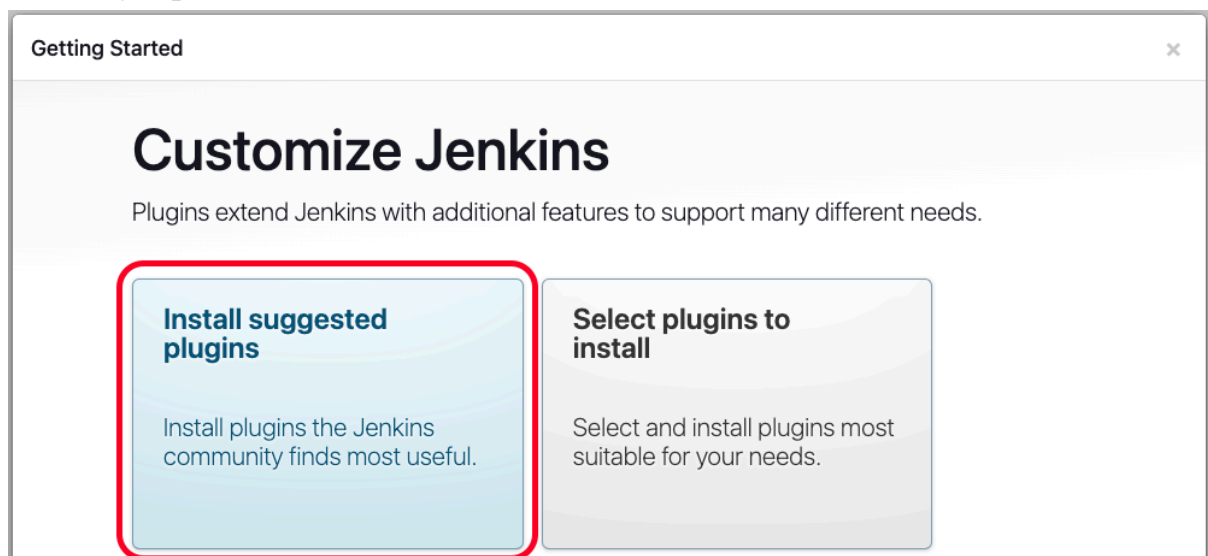 Getting Started
×
Customize Jenkins
Plugins extend Jenkins with additional features to support many different needs.
Install suggested
plugins
Install plugins the Jenkins
community finds most useful.
Select plugins to
install
Select and install plugins most
suitable for your needs.